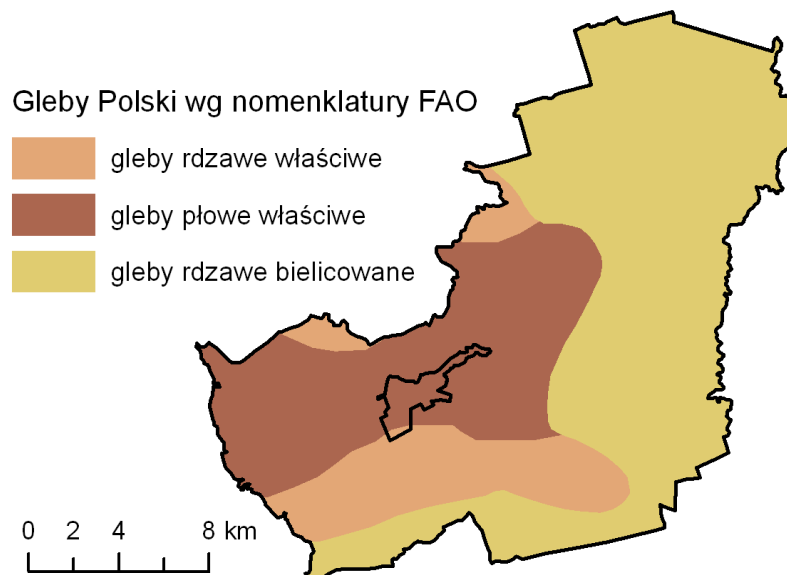 Gleby Polski wg nomenklatury FAO
gleby rdzawe właściwe
gleby płowe właściwe
gleby rdzawe bielicowane
0 2 4 8 km